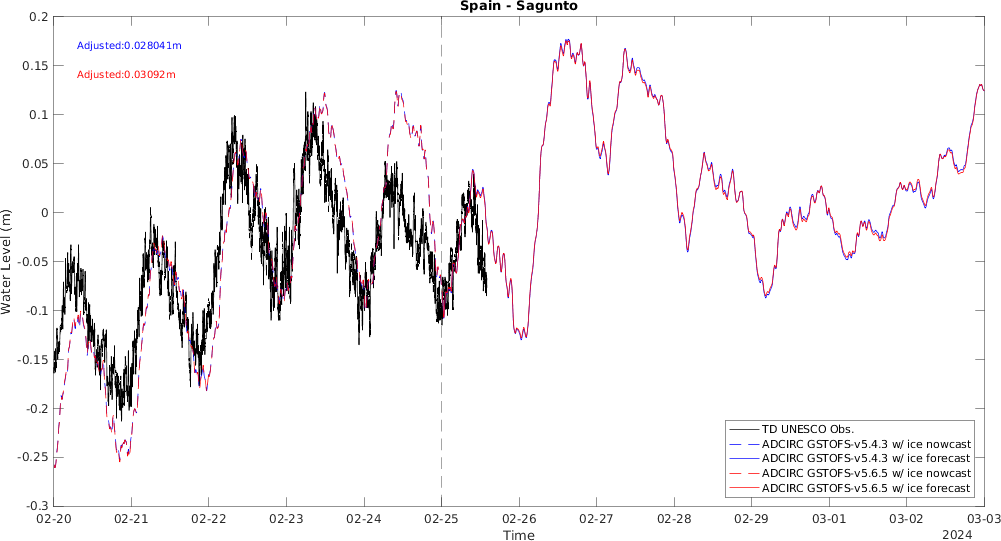 Spain - Sagunto
Adjusted:0.028041m
Adjusted:0.03092m
Water Level (m)
0.2
0.15
0.1
0.05
0
-0.05
-0.1
-0.15
-0.2
-0.25
-0.3
TD UNESCO Obs.
ADCIRC GSTOFS-v5.4.3 w/ ice nowcast
ADCIRC GSTOFS-v5.4.3 w/ ice forecast
ADCIRC GSTOFS-v5.6.5 w/ ice nowcast
ADCIRC GSTOFS-v5.6.5 w/ ice forecast
02-20 02-21 02-22 02-23 02-24 02-25 02-26 02-27 02-28 02-29 03-01 03-02 03-03
Time
2024